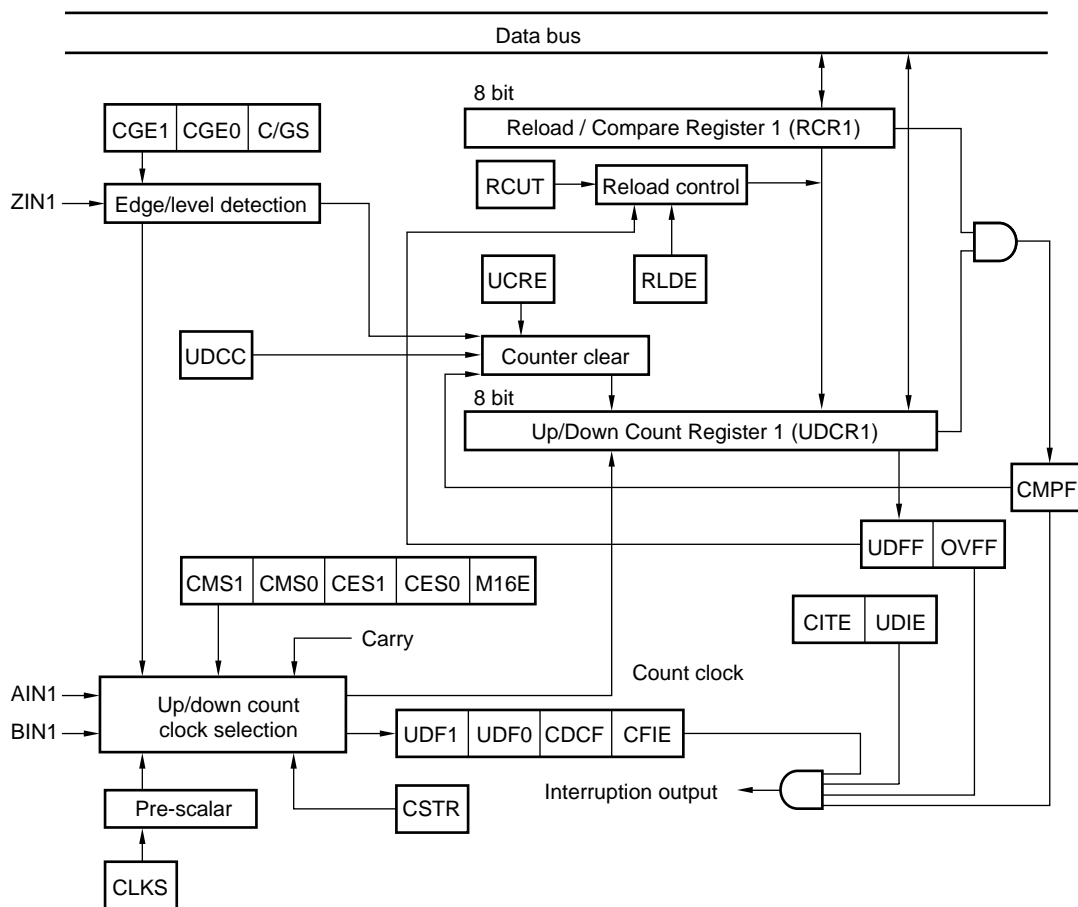 Data bus
8 bit
CGE1 CGE0 C/GS
Reload / Compare Register 1 (RCR1)
RCUT
Reload control
ZIN1
Edge/level detection
UCRE
RLDE
UDCC
Counter clear
8 bit
Up/Down Count Register 1 (UDCR1)
CMPF
UDFF OVFF
CMS1 CMS0 CES1 CES0 M16E
CITE UDIE
Carry
Count clock
AIN1
BIN1
Up/down count
clock selection
UDF1 UDF0 CDCF CFIE
Interruption output
Pre-scalar
CSTR
CLKS